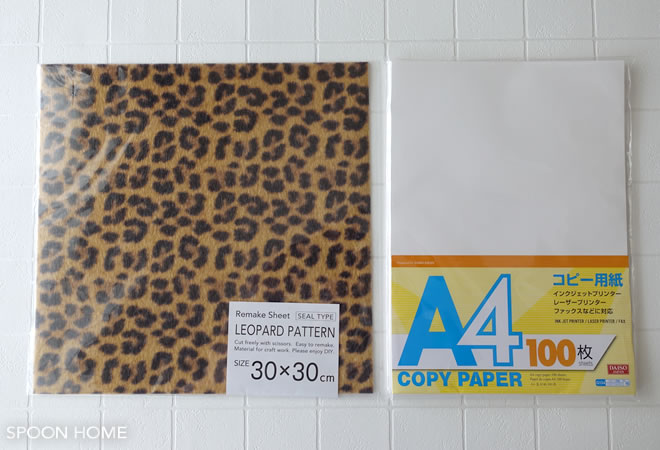 Remake Sheet SEAL TYPE
LEOPARD PATTERN
Cut freely with scissors. Easy to remake.
Material for craft work. Please enjoy DIY.
SIZE 30×30cm
A4
COPY PAPER
コピー用紙
インクジェットプリンター
レーザープリンター
ファックスなどに対応
INK JET PRINTER / LASER PRINTER / FAX
100枚
sheets
DAISO
JAPAN
SPOON HOME